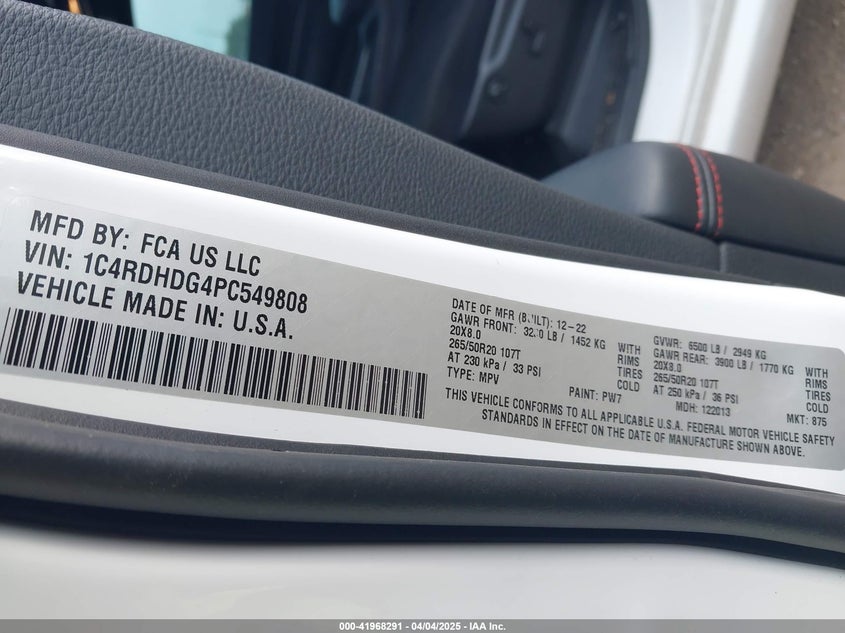 MFD BY: FCA US LLC
VIN: 1C4RDHDG4PC549808
VEHICLE MADE IN: U.S.A.
DATE OF MFR (BUILT): 12-22
GAWR FRONT: LB / 1452 KG WITH
20X8.0 RIMS
265/50R20 107T TIRES
AT 230 kPa / 33 PSI COLD
TYPE: MPV PAINT: PW7
GVWR: 6500 LB / 2949 KG
GAWR REAR: 3900 LB / 1770 KG WITH
20X8.0 RIMS
265/50R20 107T TIRES
AT 250 kPa / 36 PSI COLD
MDH: 122013 MKT: 875
THIS VEHICLE CONFORMS TO ALL APPLICABLE U.S.A. FEDERAL MOTOR VEHICLE SAFETY
STANDARDS IN EFFECT ON THE DATE OF MANUFACTURE SHOWN ABOVE.
000-41968291 - 04/04/2025 - IAA Inc.